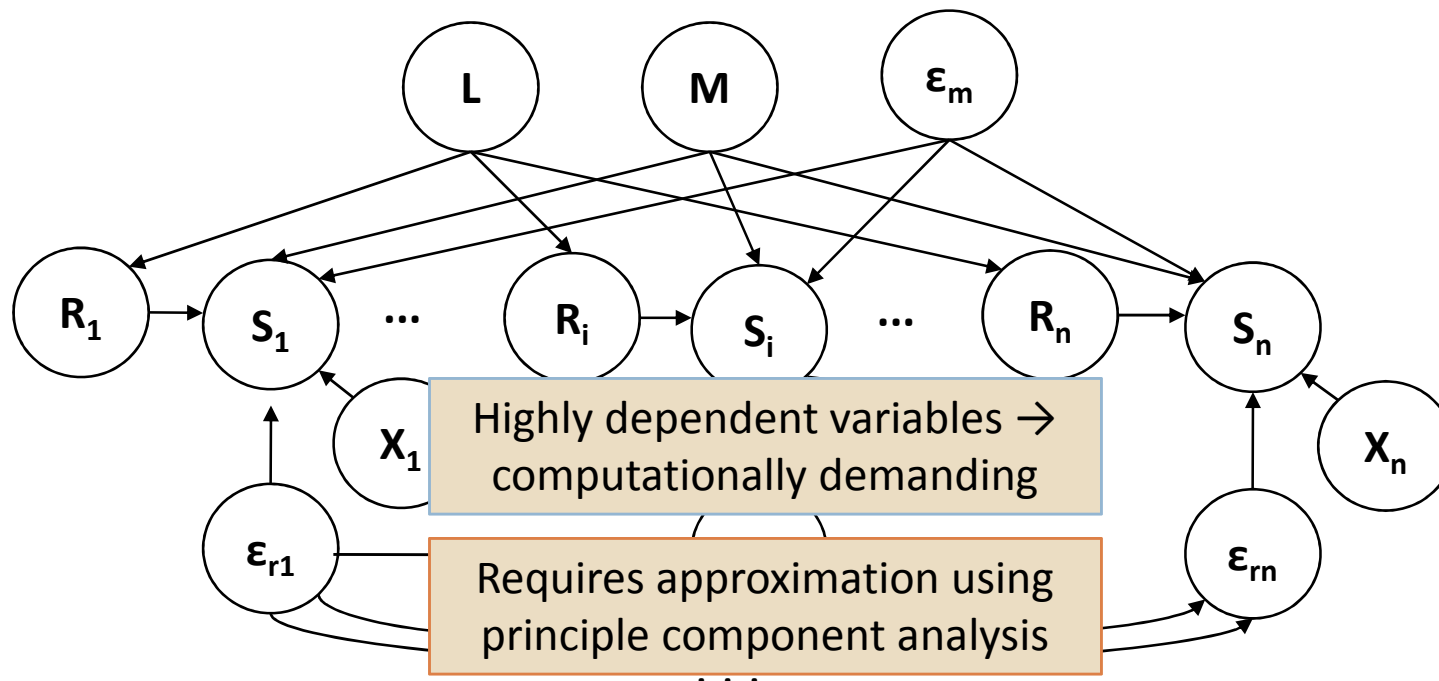 L
M
εm
R1
S1
...
Ri
Si
...
Rn
Sn
X1
Highly dependent variables →
computationally demanding
Xn
εr1
Requires approximation using
principle component analysis
εrn